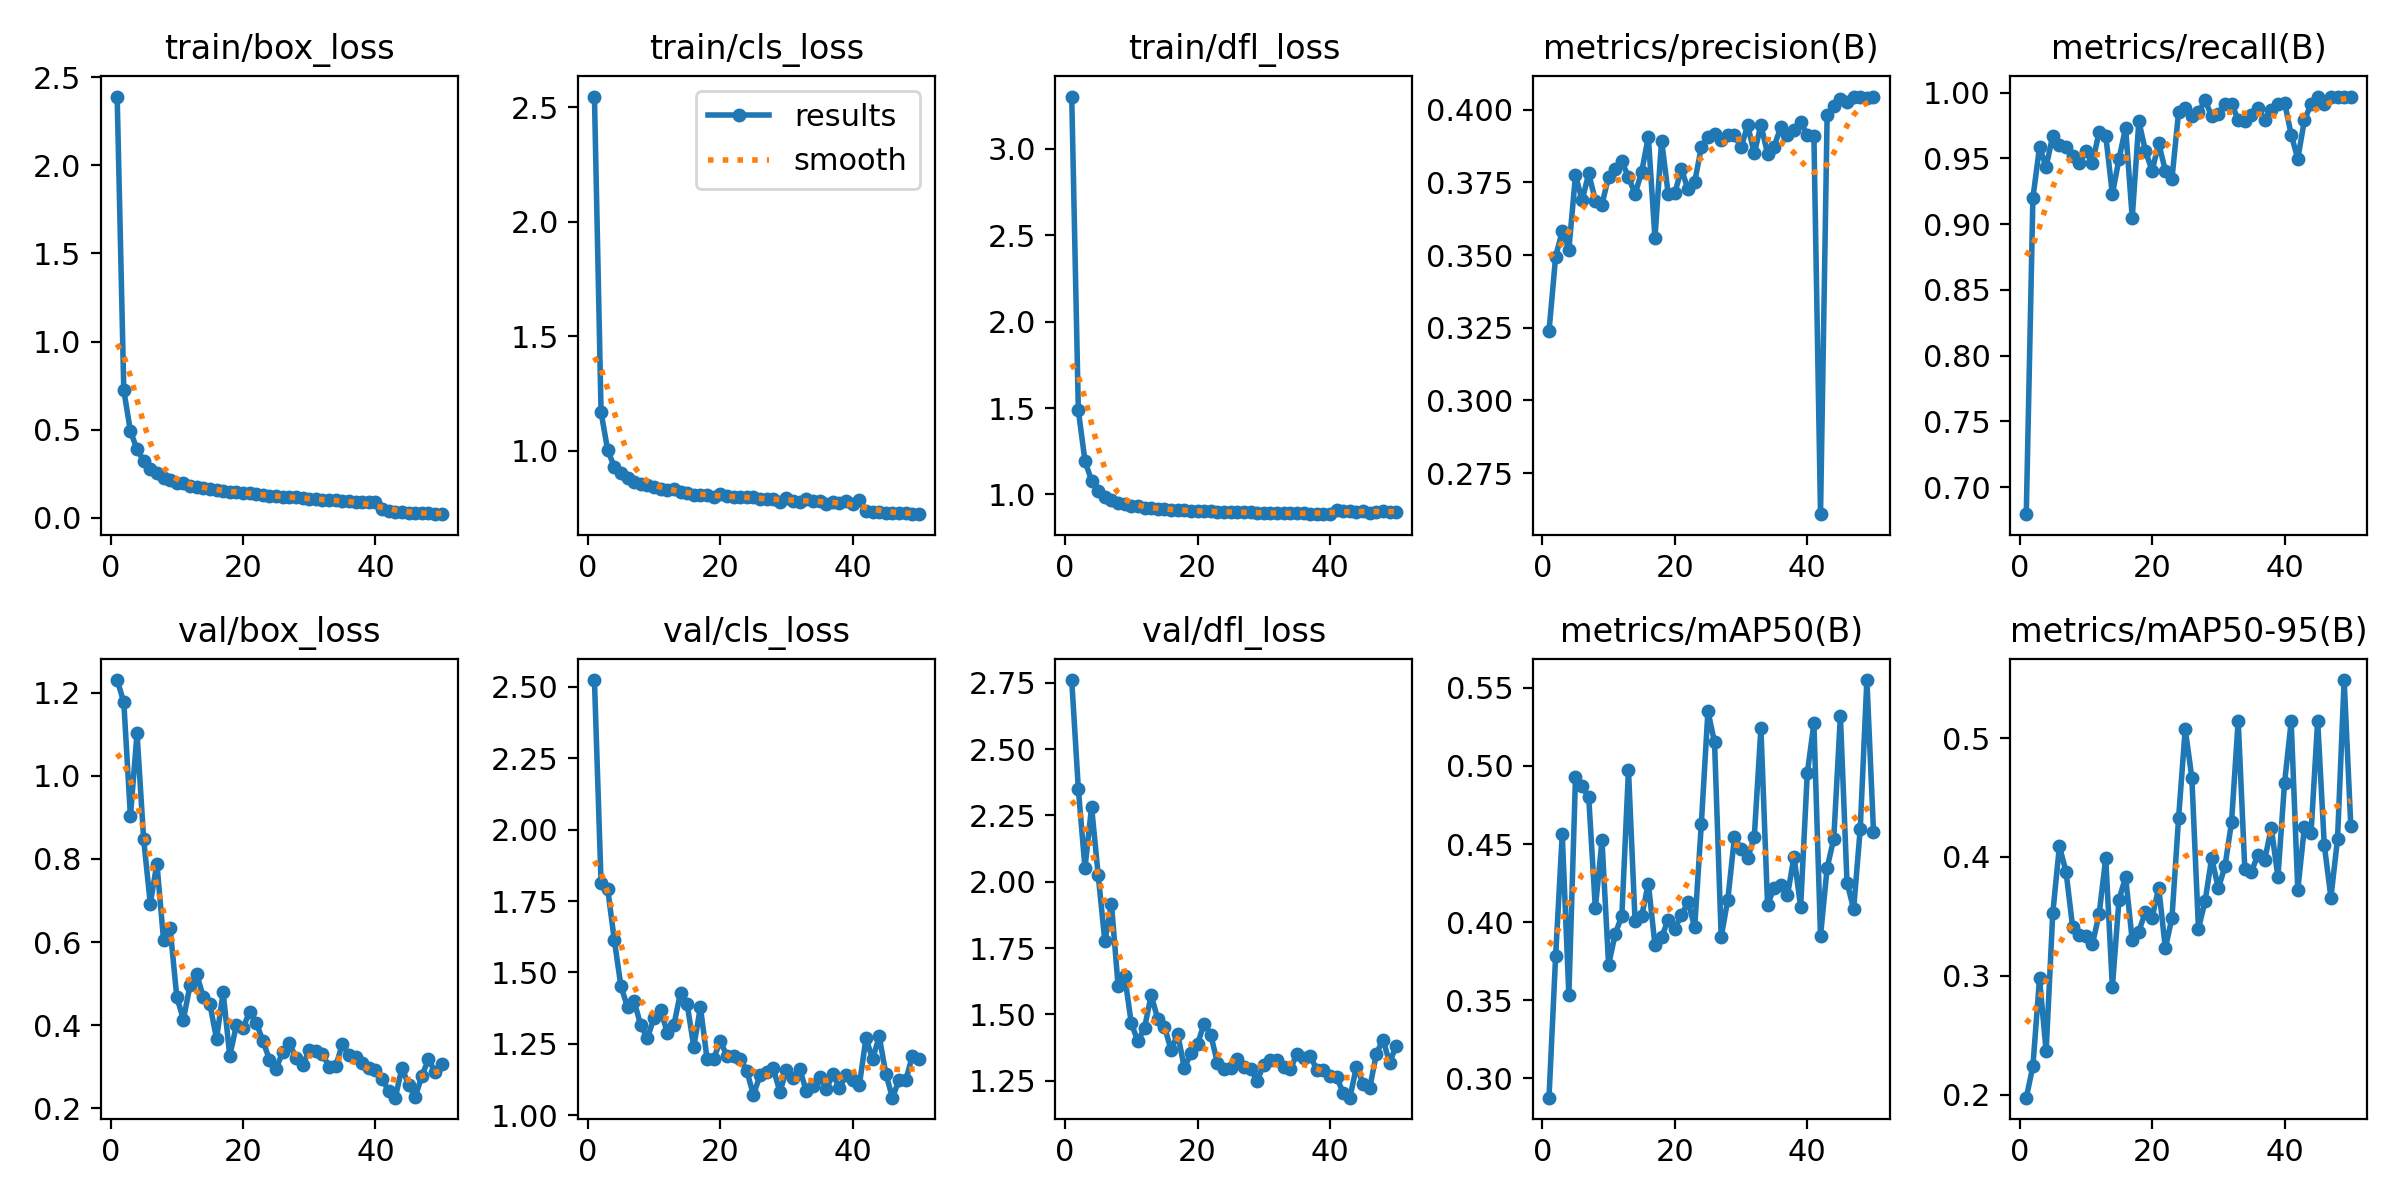 train/box_loss
2.5
2.0
1.5
1.0
0.5
0.0
0 20 40
train/cls_loss
results
smooth
2.5
2.0
1.5
1.0
0 20 40
train/dfl_loss
3.0
2.5
2.0
1.5
1.0
0 20 40
metrics/precision(B)
0.400
0.375
0.350
0.325
0.300
0.275
0 20 40
metrics/recall(B)
1.00
0.95
0.90
0.85
0.80
0.75
0.70
0 20 40
val/box_loss
1.2
1.0
0.8
0.6
0.4
0.2
0 20 40
val/cls_loss
2.50
2.25
2.00
1.75
1.50
1.25
1.00
0 20 40
val/dfl_loss
2.75
2.50
2.25
2.00
1.75
1.50
1.25
0 20 40
metrics/mAP50(B)
0.55
0.50
0.45
0.40
0.35
0.30
0 20 40
metrics/mAP50-95(B)
0.5
0.4
0.3
0.2
0 20 40